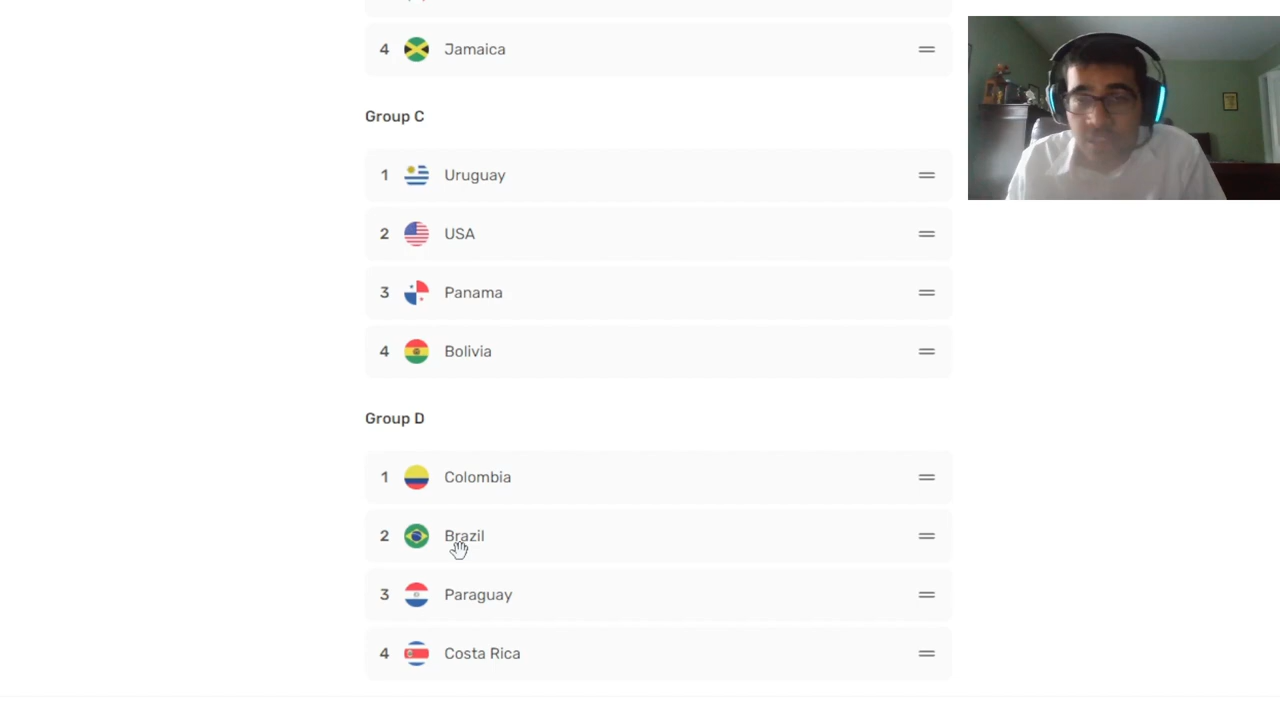 4 Jamaica
Group C
1 Uruguay
2 USA
3 Panama
4 Bolivia
Group D
1 Colombia
2 Brazil
3 Paraguay
4 Costa Rica